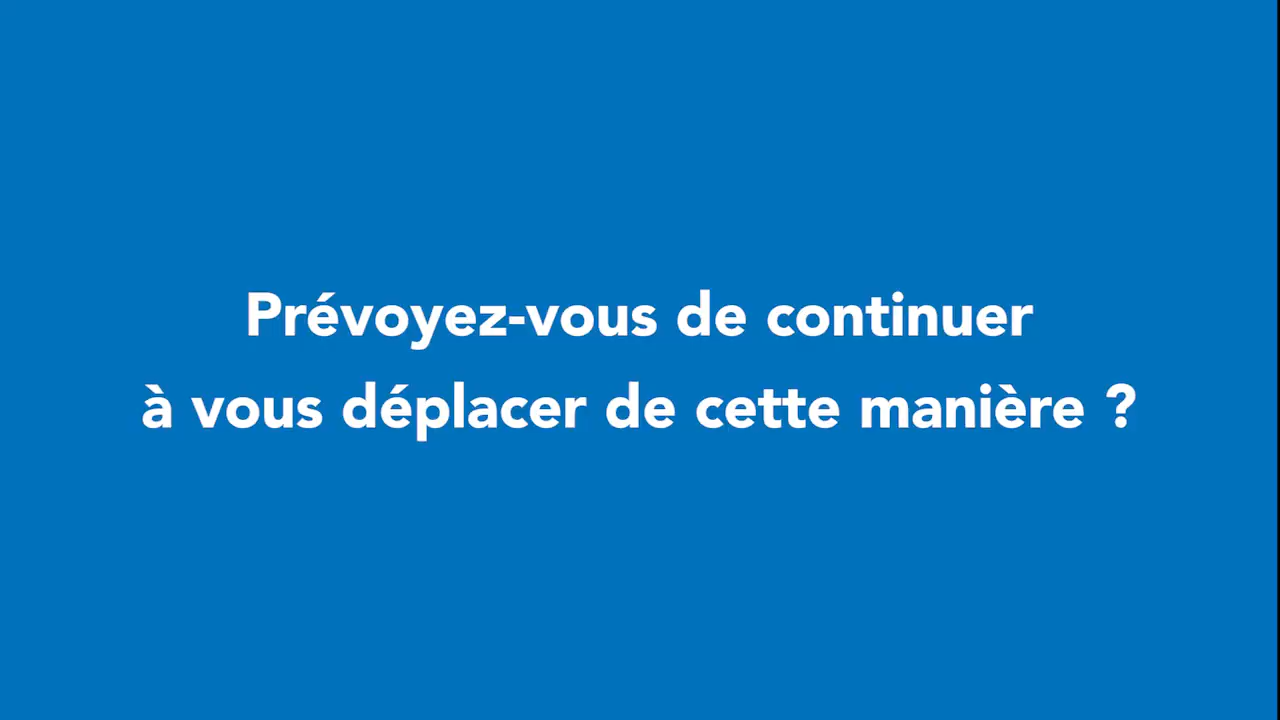 Prévoyez-vous de continuer
à vous déplacer de cette manière ?